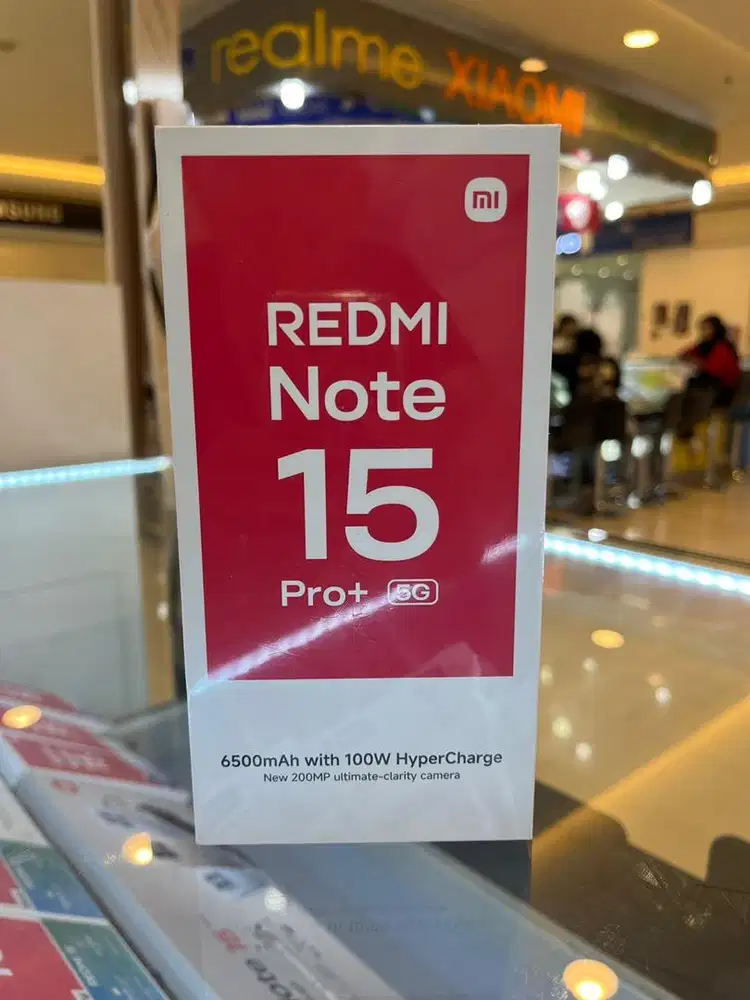 realme XIAOMI
mi
REDMI
Note
15
Pro+ 5G
6500mAh with 100W HyperCharge
New 200MP ultimate-clarity camera